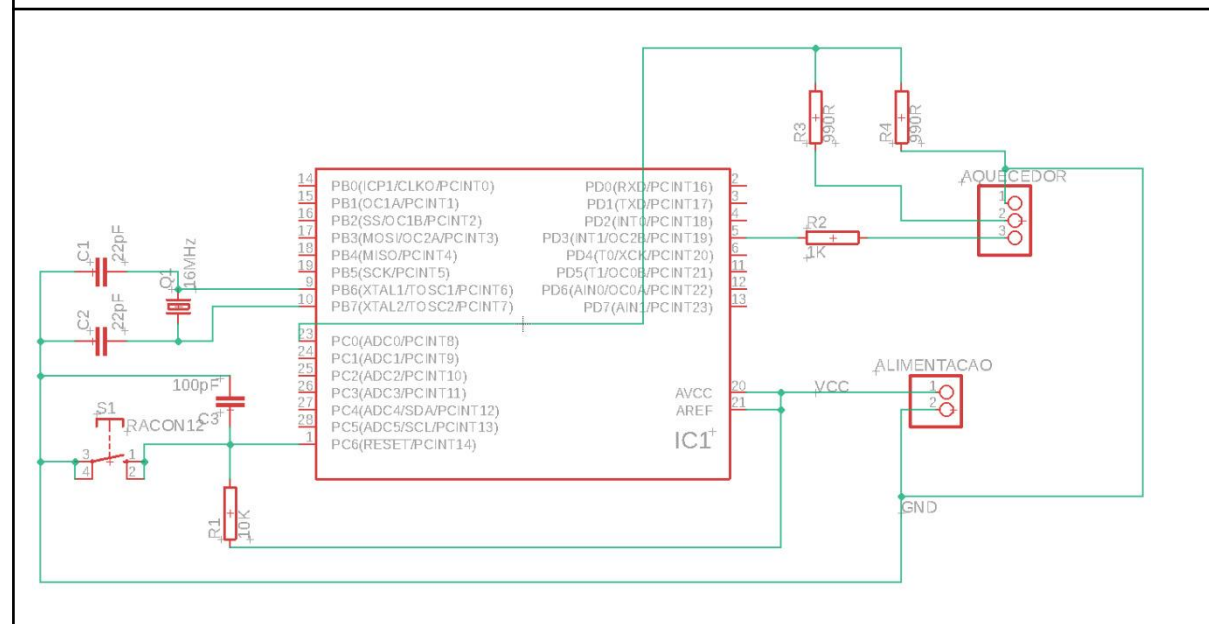 R3
990R
R4
990R
AQUECEDOR
1
2
3
R2
1K
14
PB0(ICP1/CLKO/PCINT0)
15
PB1(OC1A/PCINT1)
16
PB2(SS/OC1B/PCINT2)
17
PB3(MOSI/OC2A/PCINT3)
18
PB4(MISO/PCINT4)
19
PB5(SCK/PCINT5)
9
PB6(XTAL1/TOSC1/PCINT6)
10
PB7(XTAL2/TOSC2/PCINT7)
23
PC0(ADC0/PCINT8)
24
PC1(ADC1/PCINT9)
25
PC2(ADC2/PCINT10)
26
PC3(ADC3/PCINT11)
27
PC4(ADC4/SDA/PCINT12)
28
PC5(ADC5/SCL/PCINT13)
1
PC6(RESET/PCINT14)
PD0(RXD/PCINT16)
2
PD1(TXD/PCINT17)
3
PD2(INT0/PCINT18)
4
PD3(INT1/OC2B/PCINT19)
5
PD4(T0/XCK/PCINT20)
6
PD5(T1/OC0B/PCINT21)
11
PD6(AIN0/OC0A/PCINT22)
12
PD7(AIN1/PCINT23)
13
AVCC
20
AREF
21
IC1
C1
22pF
Q1
16MHz
C2
22pF
100pF
C3
S1
RACON12
3
1
4
2
R1
10K
ALIMENTACAO
1
2
VCC
GND